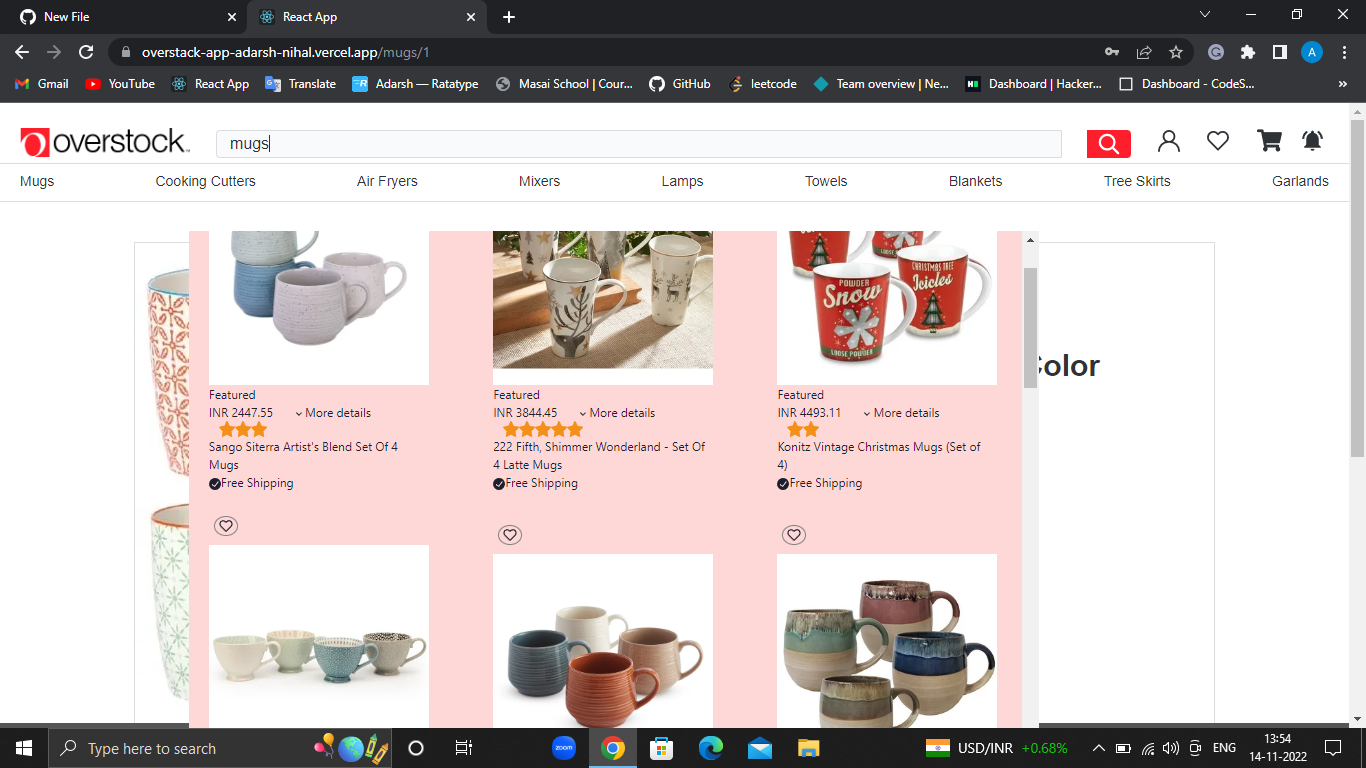 New File
React App
overstack-app-adarsh-nihal.vercel.app/mugs/1
A
Gmail
YouTube
React App
Translate
Adarsh — Ratatype
Masai School | Cour...
GitHub
leetcode
Team overview | Ne...
Dashboard | Hacker...
Dashboard - CodeS...
»
overstock™
mugs
Mugs
Cooking Cutters
Air Fryers
Mixers
Lamps
Towels
Blankets
Tree Skirts
Garlands
Color
POWDER
Snow
LOOSE POWDER
CHRISTMAS TREE
Icicles
Featured
INR 2447.55
More details
Sango Siterra Artist's Blend Set Of 4
Mugs
Free Shipping
Featured
INR 3844.45
More details
222 Fifth, Shimmer Wonderland - Set Of
4 Latte Mugs
Free Shipping
Featured
INR 4493.11
More details
Konitz Vintage Christmas Mugs (Set of
4)
Free Shipping
Type here to search
zoom
USD/INR +0.68%
ENG
13:54
14-11-2022